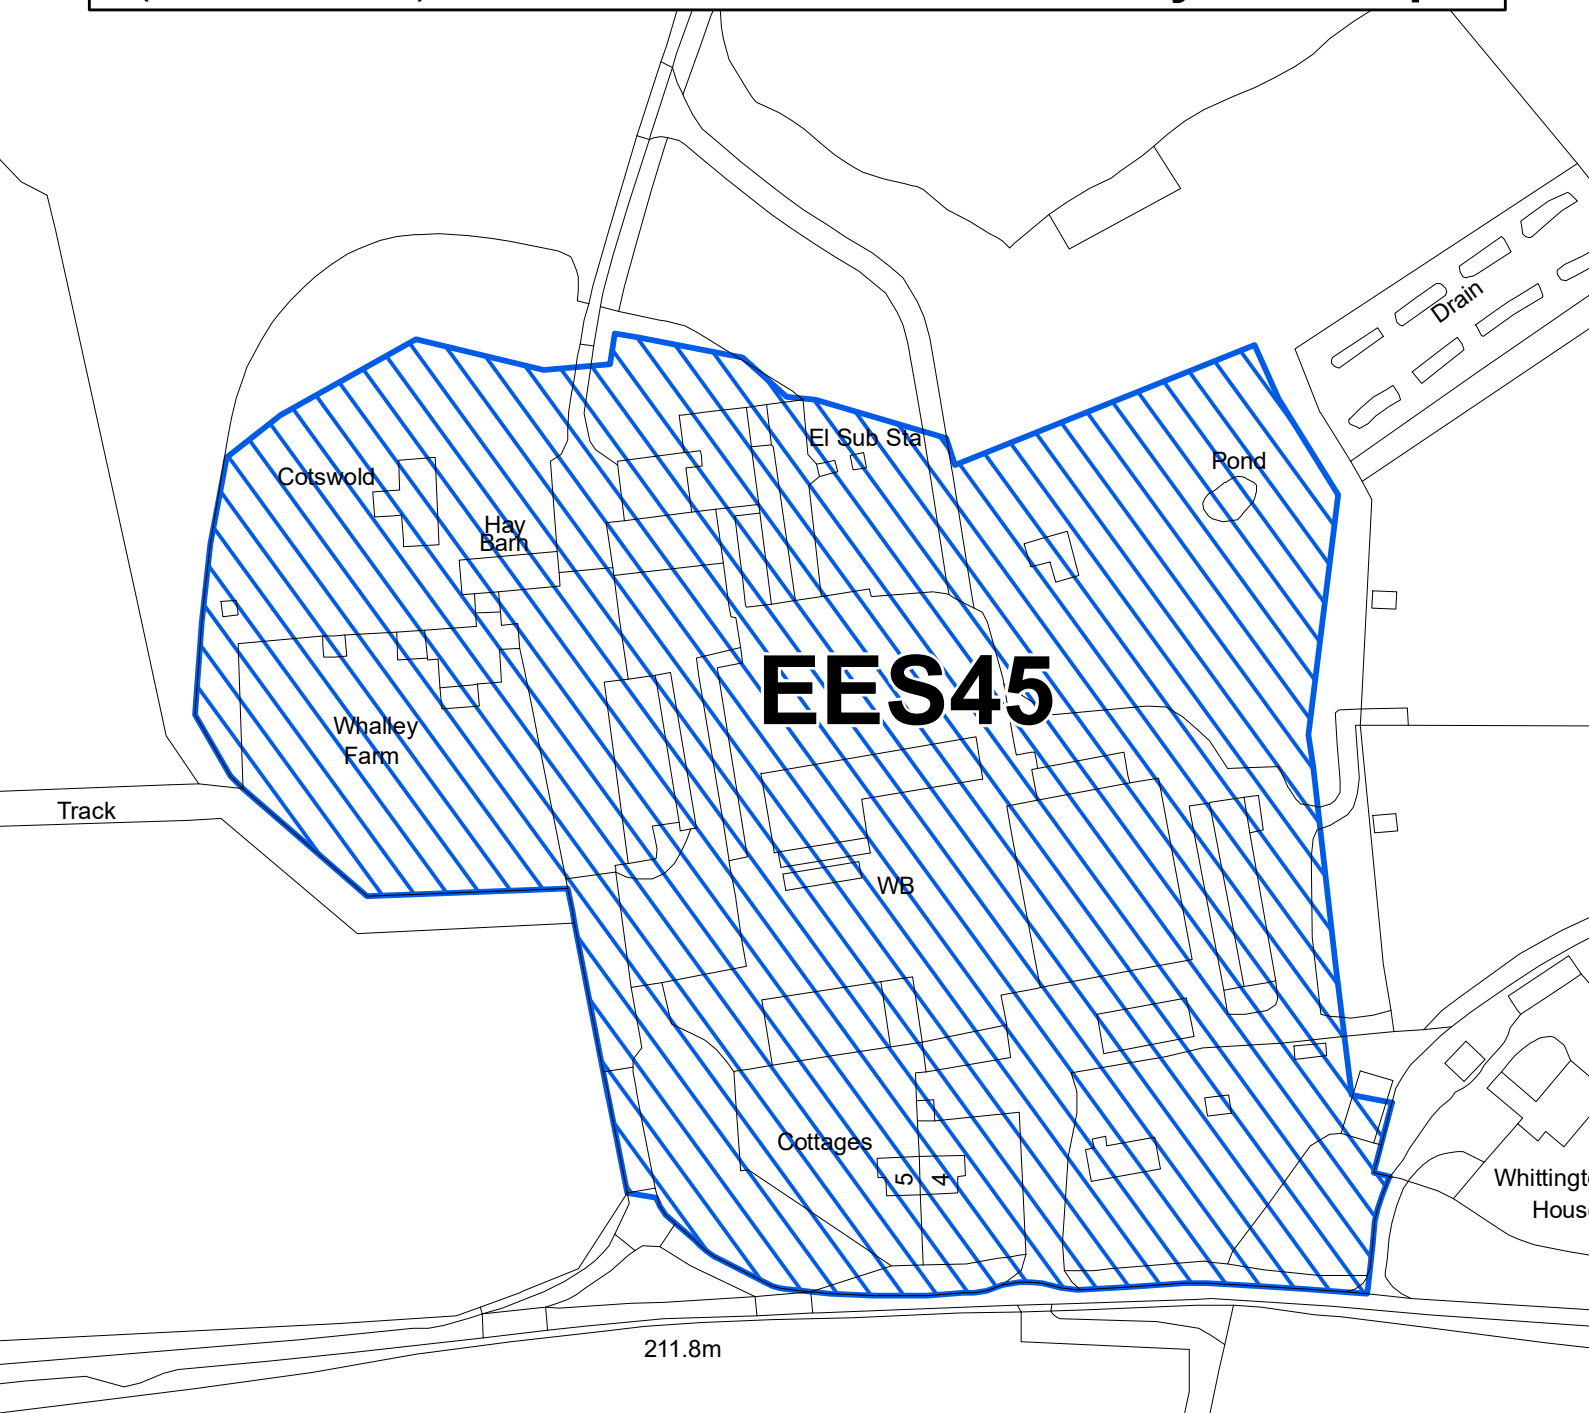 Drain
El Sub Sta
Pond
Cotswold
Hay
Barn
EES45
Whalley
Farm
Track
WB
Cottages
5
4
211.8m